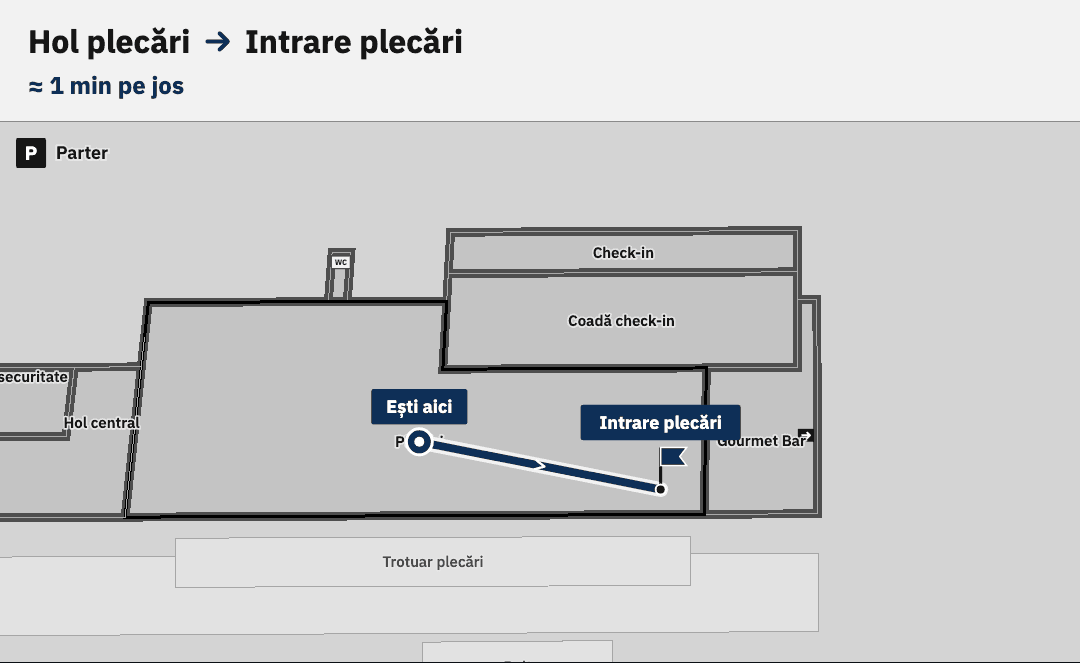 Hol plecări → Intrare plecări
≈ 1 min pe jos
P Parter
WC
Check-in
Coadă check-in
securitate
Hol central
Ești aici
Intrare plecări
Gourmet Bar
Trotuar plecări